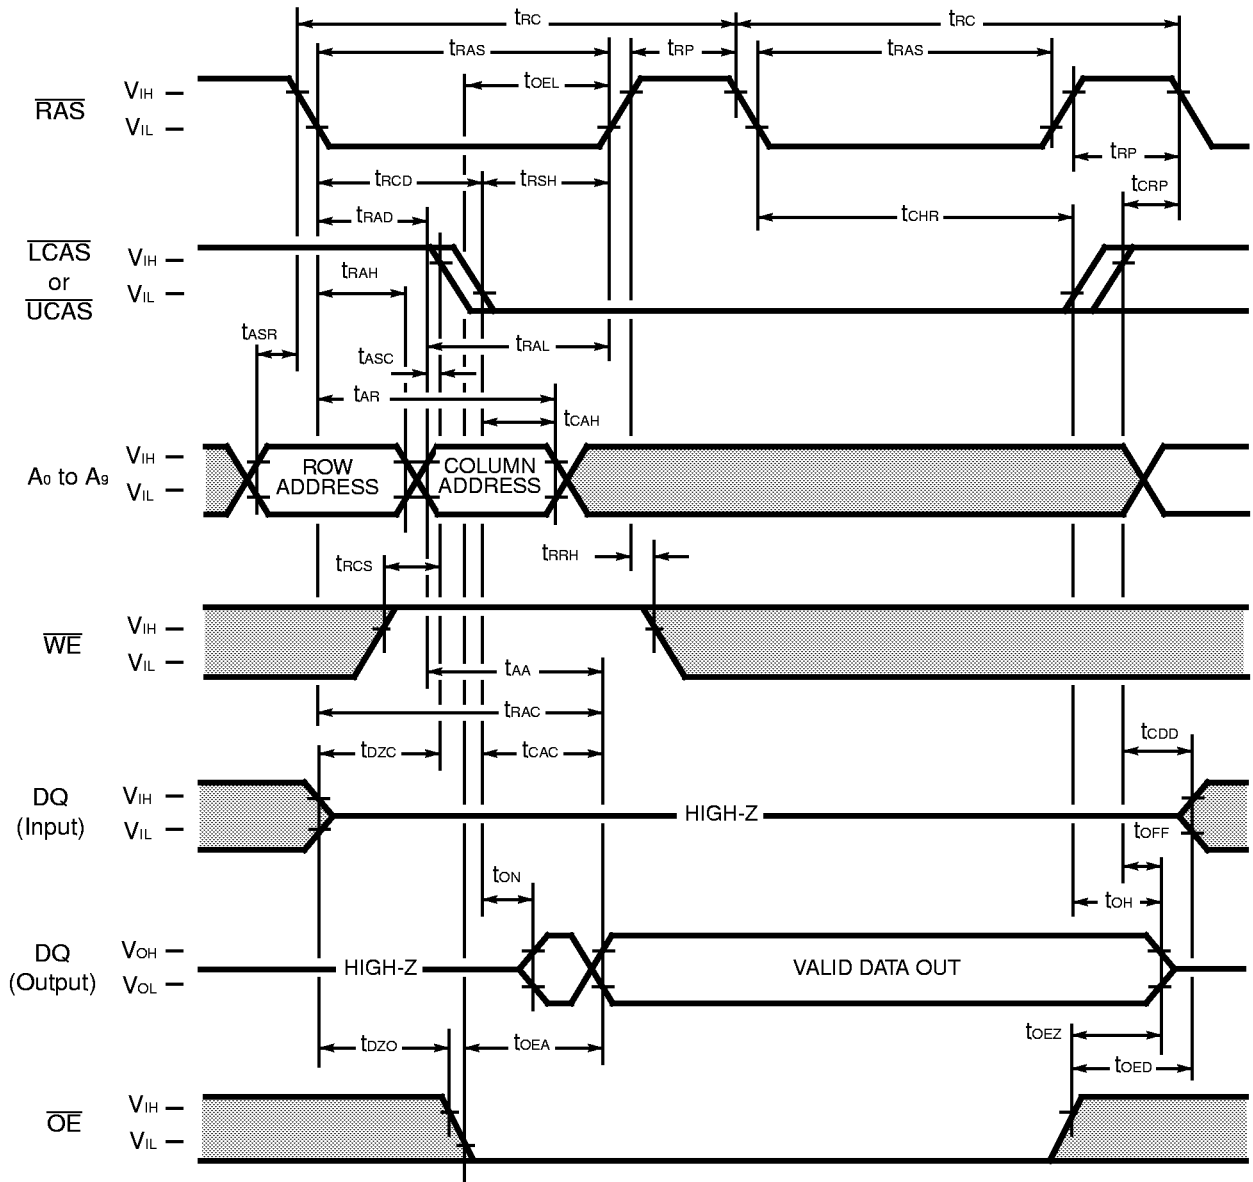 tRC tRC
tRAS tRP tRAS
tOEL
RAS VIH
VIL
tRP
tRCD tRSH
tCRP
tRAD tCHR
LCAS
or
UCAS
VIH
VIL
tRAH
tASR tASC tRAL
tAR
tCAH
A0 to A9 VIH
VIL
ROW
ADDRESS
COLUMN
ADDRESS
tRRH
tRCS
WE VIH
VIL
tAA
tRAC
tDZC tCAC tCDD
DQ
(Input)
VIH
VIL
HIGH-Z
tOFF
tON tOH
DQ
(Output)
VOH
VOL
HIGH-Z VALID DATA OUT
tDZO tOEA tOEZ
tOED
OE VIH
VIL